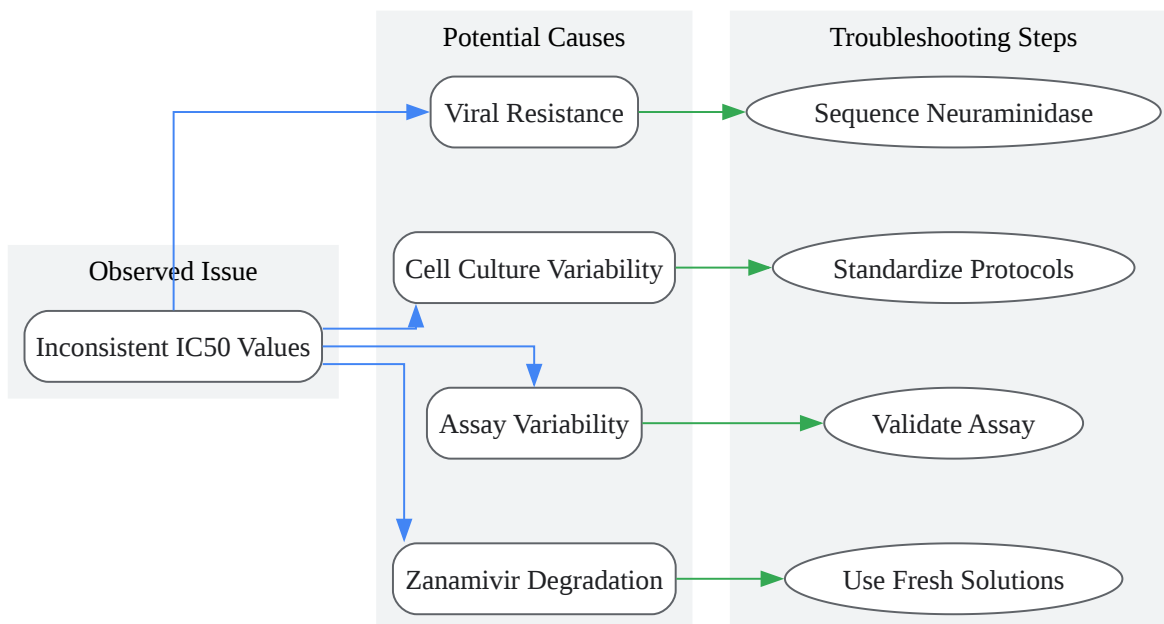 Potential Causes
Troubleshooting Steps
Viral Resistance
Sequence Neuraminidase
Observed Issue
Cell Culture Variability
Standardize Protocols
Inconsistent IC50 Values
Assay Variability
Validate Assay
Zanamivir Degradation
Use Fresh Solutions